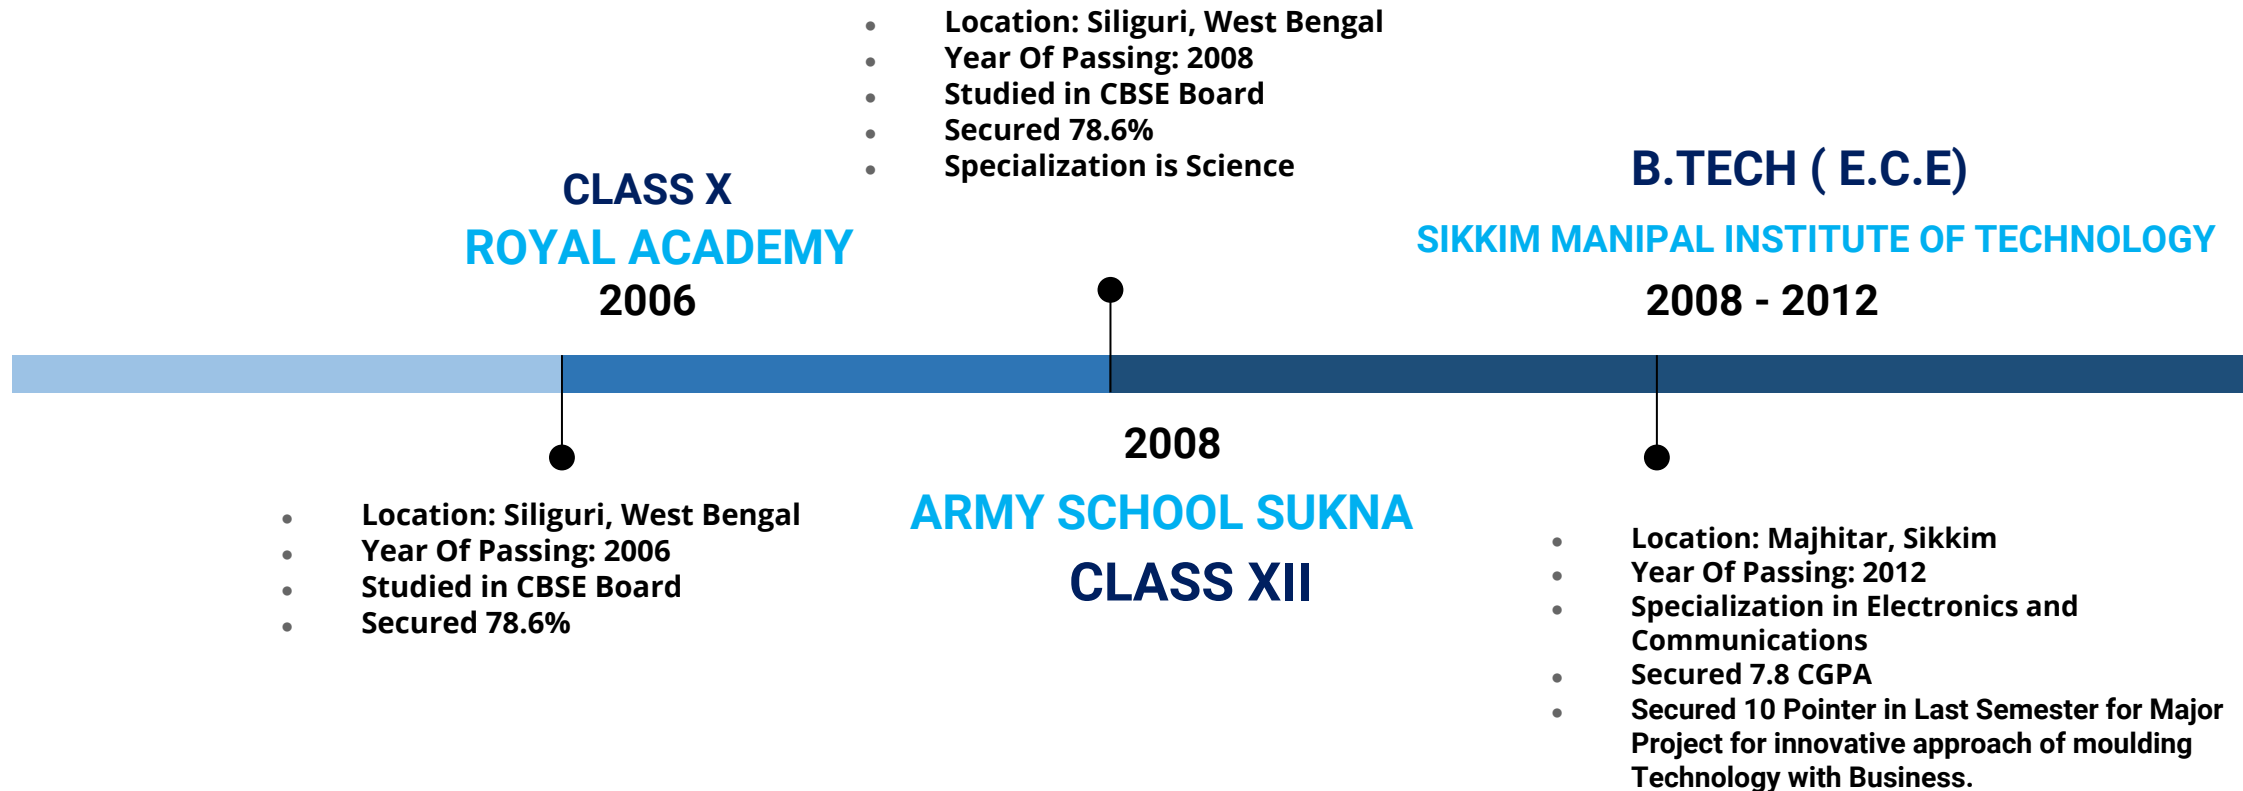 CLASS X
ROYAL ACADEMY
2006
Location: Siliguri, West Bengal
Year Of Passing: 2006
Studied in CBSE Board
Secured 78.6%
Location: Siliguri, West Bengal
Year Of Passing: 2008
Studied in CBSE Board
Secured 78.6%
Specialization is Science
2008
ARMY SCHOOL SUKNA
CLASS XII
B.TECH ( E.C.E)
SIKKIM MANIPAL INSTITUTE OF TECHNOLOGY
2008 - 2012
Location: Majhitar, Sikkim
Year Of Passing: 2012
Specialization in Electronics and
Communications
Secured 7.8 CGPA
Secured 10 Pointer in Last Semester for Major
Project for innovative approach of moulding
Technology with Business.